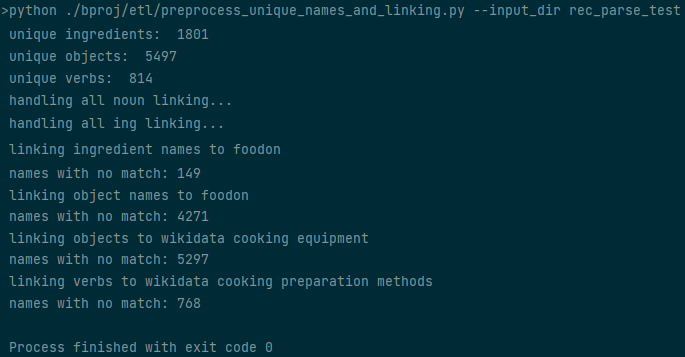 >python ./bproj/etl/preprocess_unique_names_and_linking.py --input_dir rec_parse_test
unique ingredients:  1801
unique objects:  5497
unique verbs:  814
handling all noun linking...
handling all ing linking...
linking ingredient names to foodon
names with no match: 149
linking object names to foodon
names with no match: 4271
linking objects to wikidata cooking equipment
names with no match: 5297
linking verbs to wikidata cooking preparation methods
names with no match: 768
Process finished with exit code 0